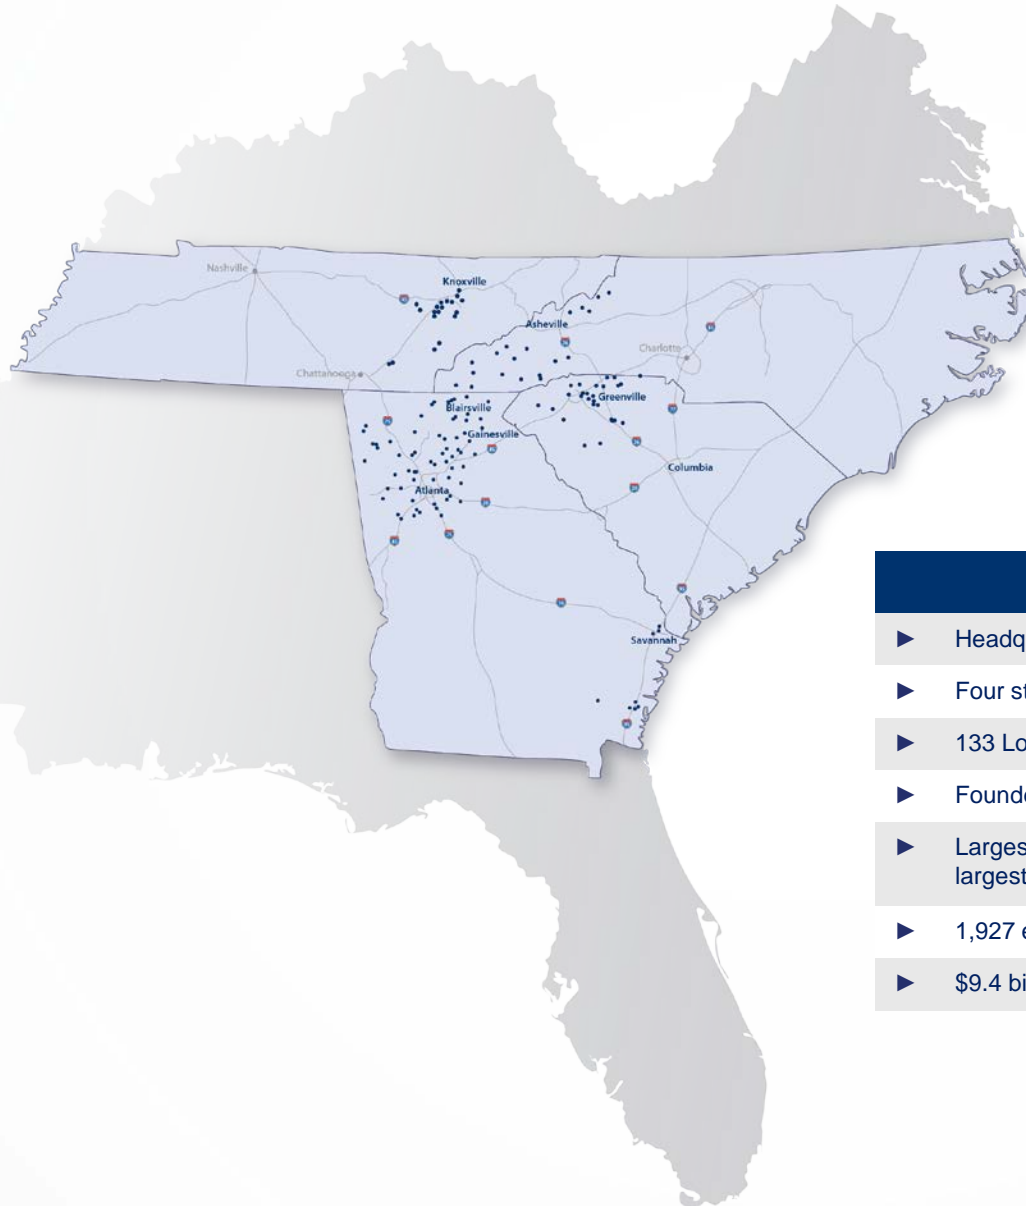 Nashville
Knoxville
Asheville
Charlotte
Chattanooga
Greenville
Blairsville
Gainesville
Columbia
Atlanta
Savannah
► Headq
► Four st
► 133 Lo
► Founde
► Larges
largest
► 1,927 e
► $9.4 bi